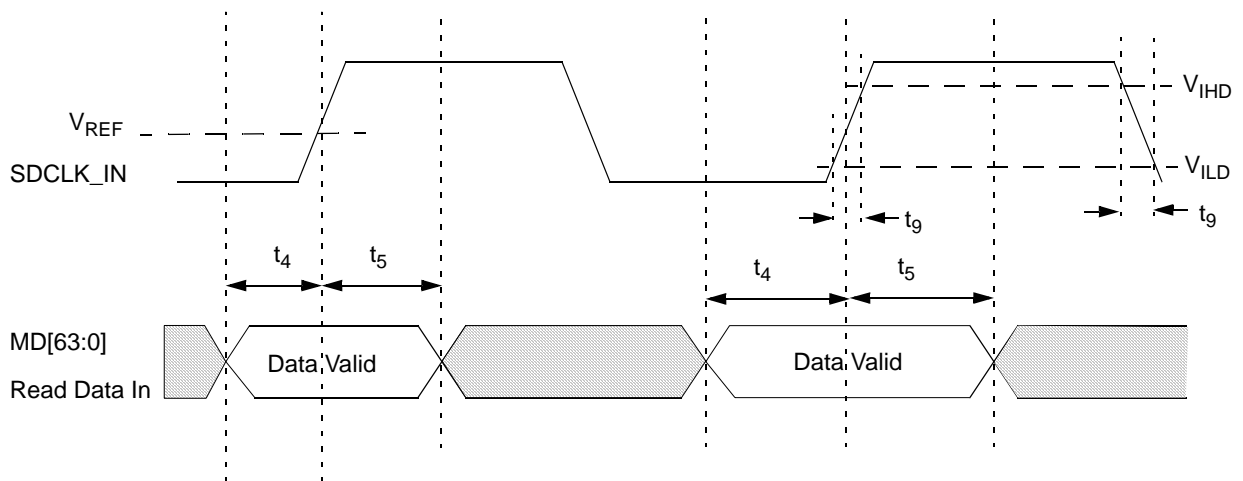 V_IHD
V_REF
SDCLK_IN
V_ILD
t_9
t_9
t_4
t_5
t_4
t_5
MD[63:0]
Data Valid
Data Valid
Read Data In